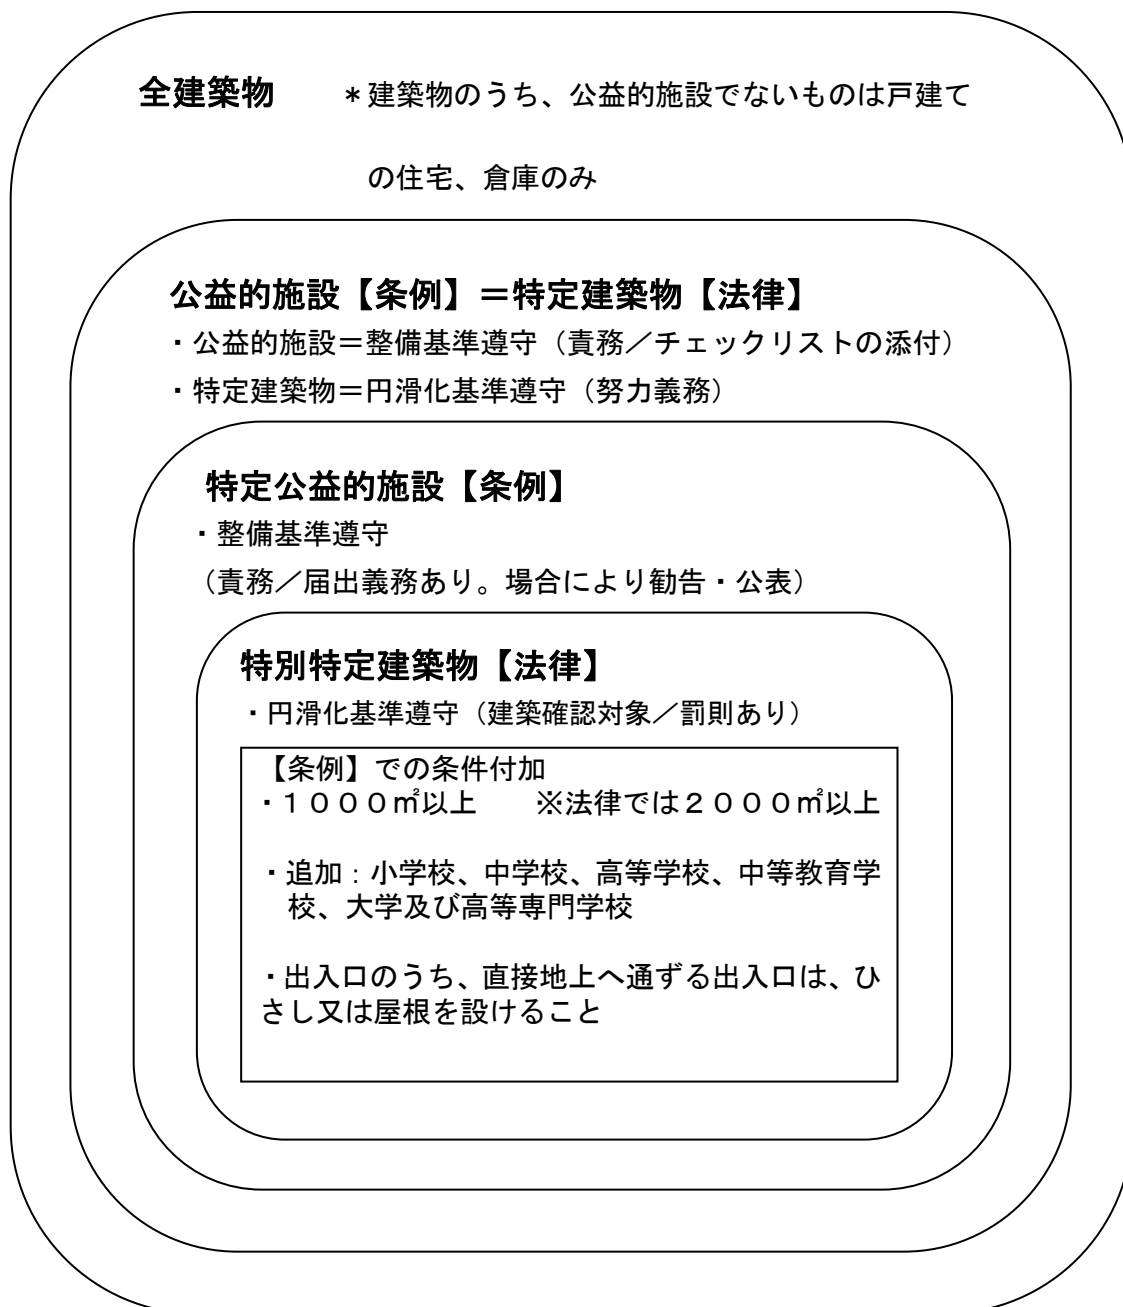 全建築物　　＊建築物のうち、公益的施設でないものは戸建て
の住宅、倉庫のみ
公益的施設【条例】＝特定建築物【法律】
・公益的施設＝整備基準遵守（責務／チェックリストの添付）
・特定建築物＝円滑化基準遵守（努力義務）
特定公益的施設【条例】
・整備基準遵守
（責務／届出義務あり。場合により勧告・公表）
特別特定建築物【法律】
・円滑化基準遵守（建築確認対象／罰則あり）
【条例】での条件付加
・１０００㎡以上　　※法律では２０００㎡以上
・追加：小学校、中学校、高等学校、中等教育学
校、大学及び高等専門学校
・出入口のうち、直接地上へ通ずる出入口は、ひ
さし又は屋根を設けること